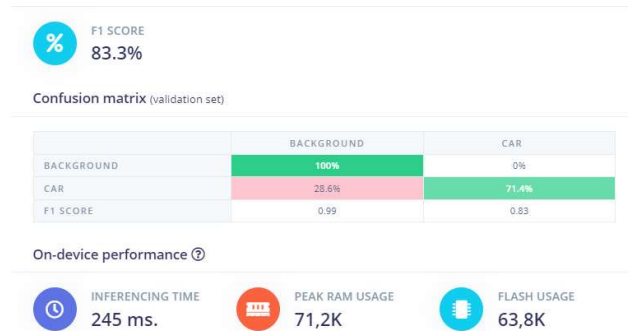 F1 SCORE
83.3%
Confusion matrix (validation set)
BACKGROUND CAR
BACKGROUND 100% 0%
CAR 28.6% 71.4%
F1 SCORE 0.99 0.83
On-device performance
INFERENCING TIME PEAK RAM USAGE FLASH USAGE
245 ms. 71,2K 63,8K